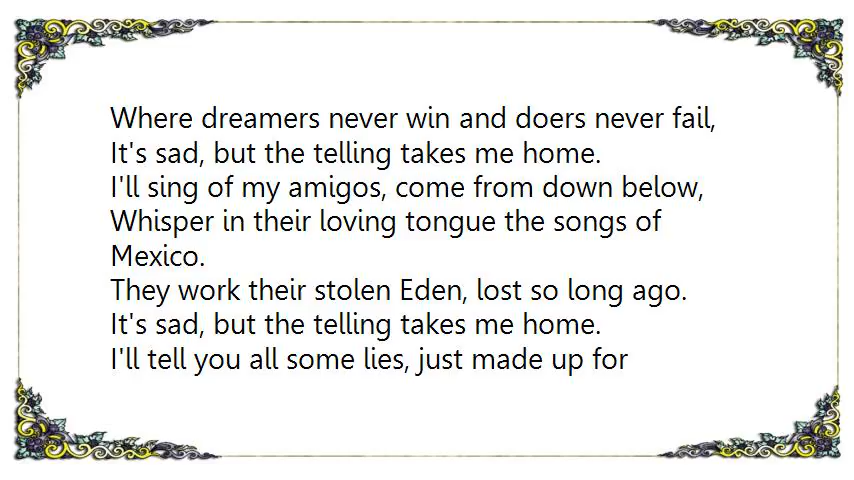 Where dreamers never win and doers never fail,
It's sad, but the telling takes me home.
I'll sing of my amigos, come from down below,
Whisper in their loving tongue the songs of
Mexico.
They work their stolen Eden, lost so long ago.
It's sad, but the telling takes me home.
I'll tell you all some lies, just made up for